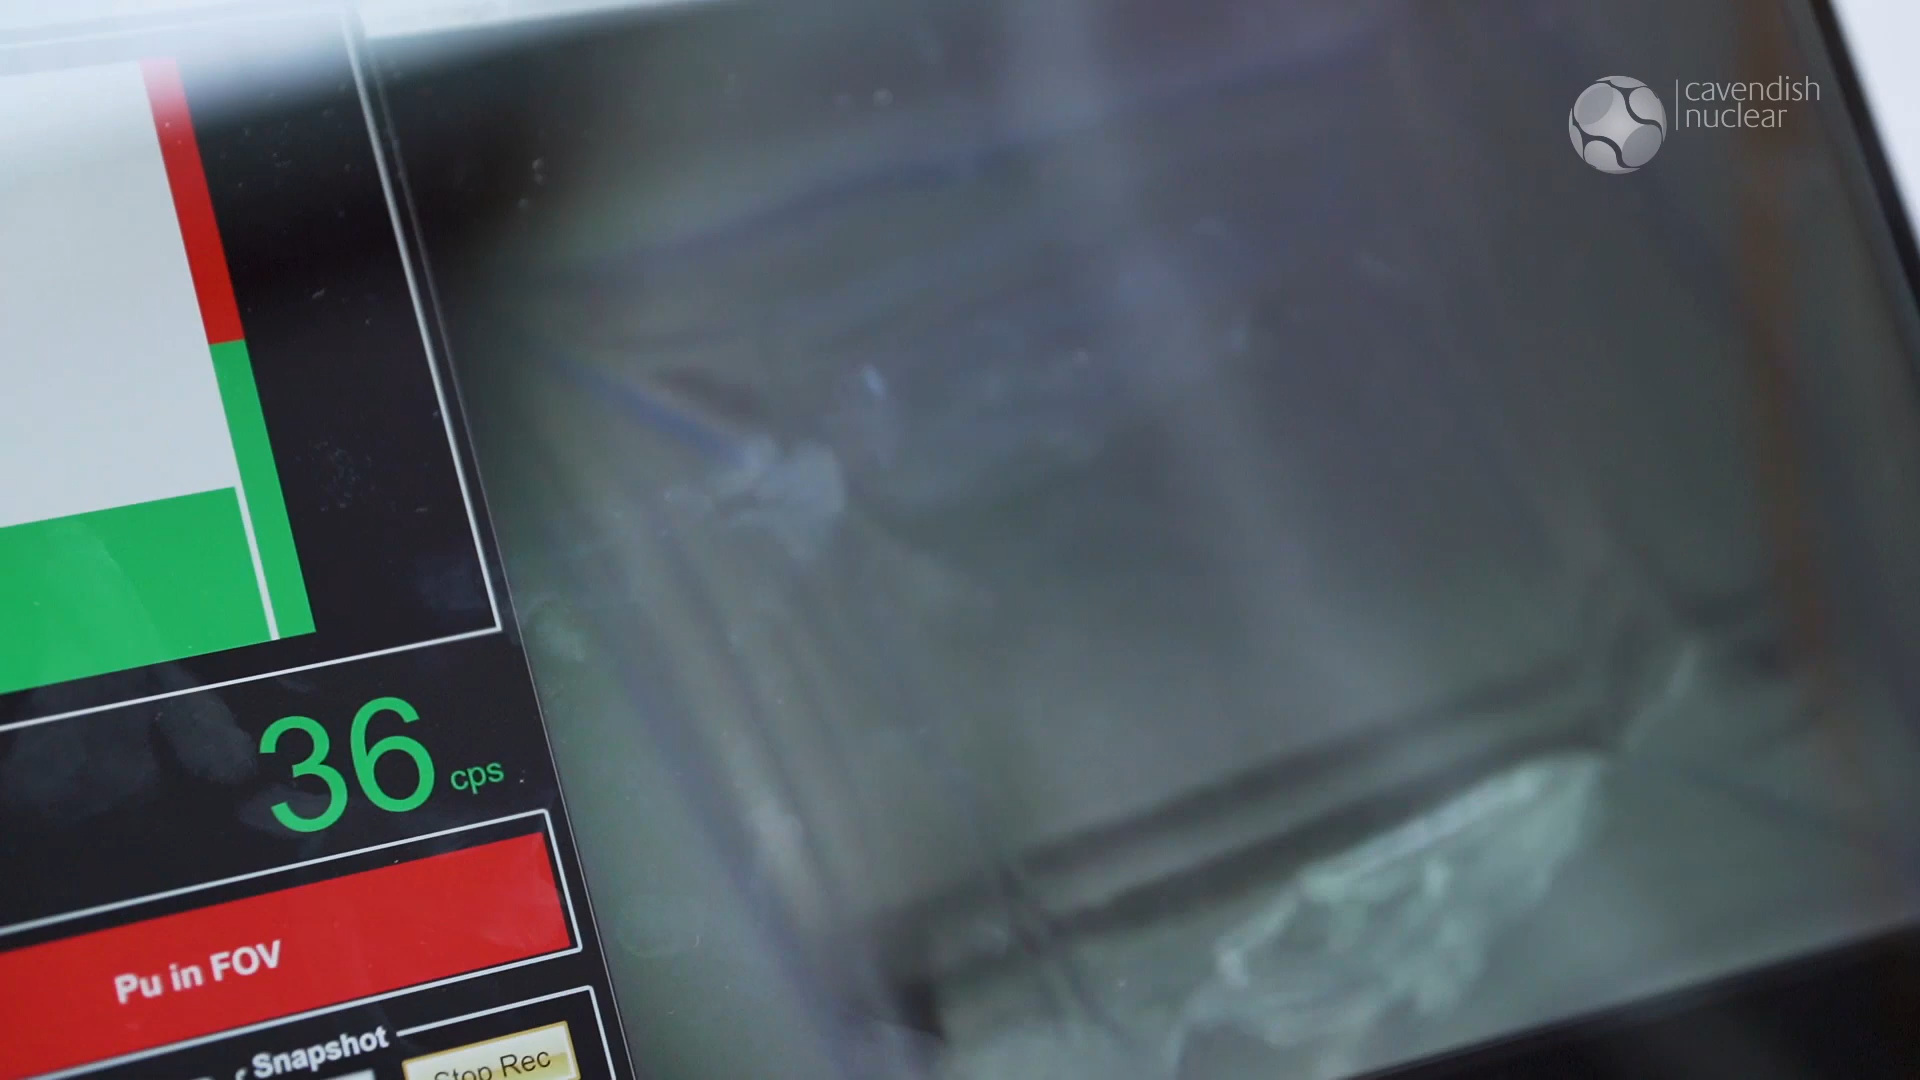 cavendish
nuclear
36 cps
Pu in FOV
Snapshot
Stop Rec